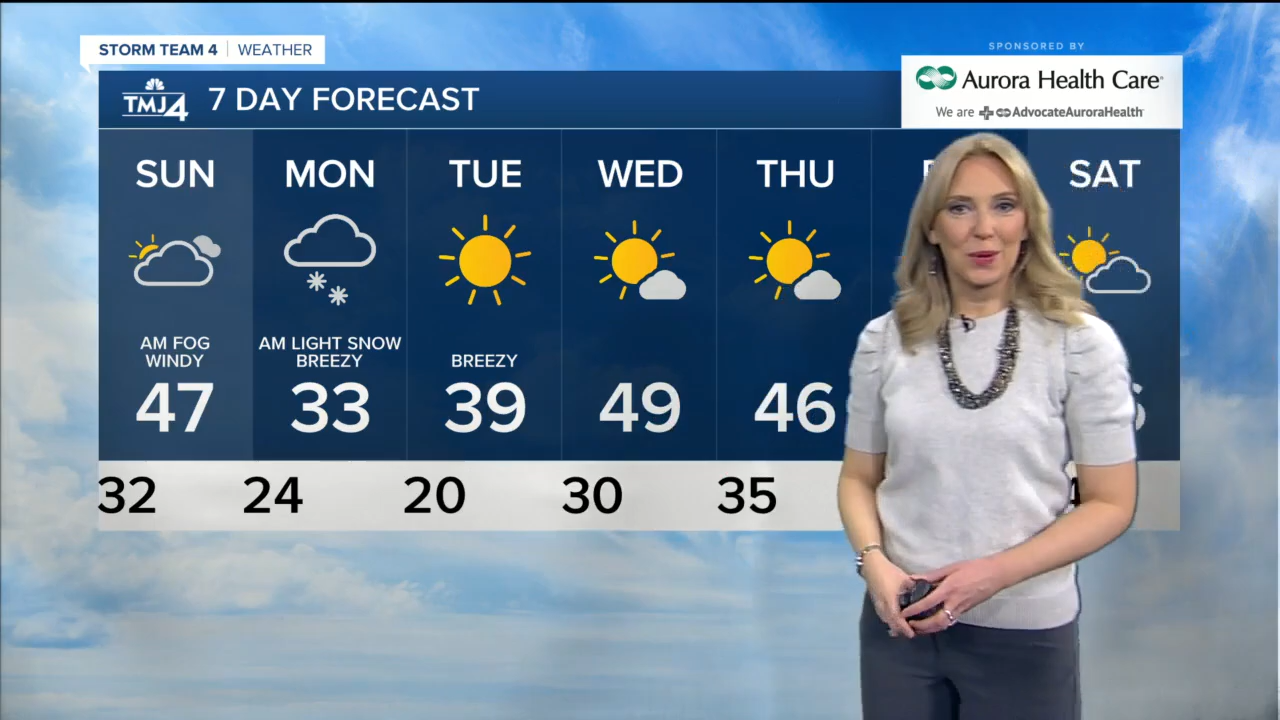 STORM TEAM 4 | WEATHER
SPONSORED BY
Aurora Health Care
We are AdvocateAuroraHealth
TMJ4
7 DAY FORECAST
SUN MON TUE WED THU SAT
AM FOG
WINDY
AM LIGHT SNOW
BREEZY
BREEZY
47 33 39 49 46
32 24 20 30 35